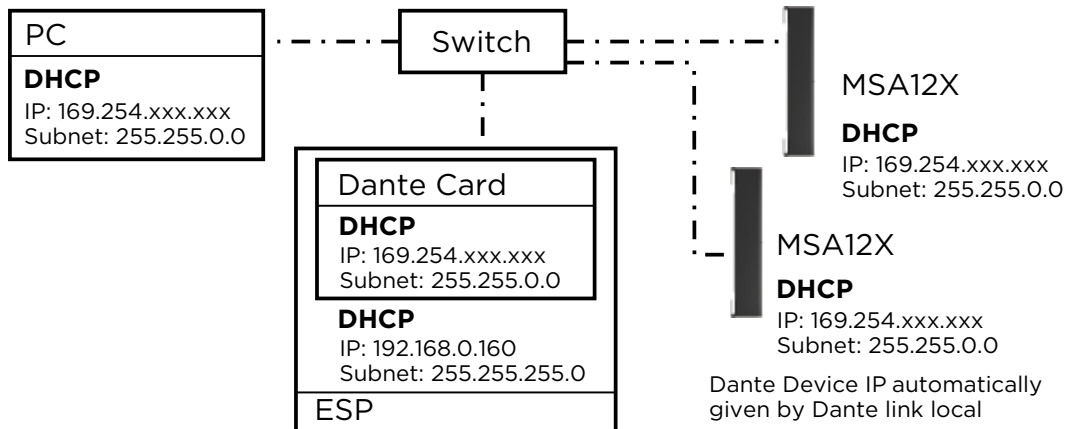 PC
DHCP
IP: 169.254.xxx.xxx
Subnet: 255.255.0.0
Switch
MSA12X
DHCP
IP: 169.254.xxx.xxx
Subnet: 255.255.0.0
Dante Card
DHCP
IP: 169.254.xxx.xxx
Subnet: 255.255.0.0
DHCP
IP: 192.168.0.160
Subnet: 255.255.255.0
ESP
MSA12X
DHCP
IP: 169.254.xxx.xxx
Subnet: 255.255.0.0
Dante Device IP automatically
given by Dante link local